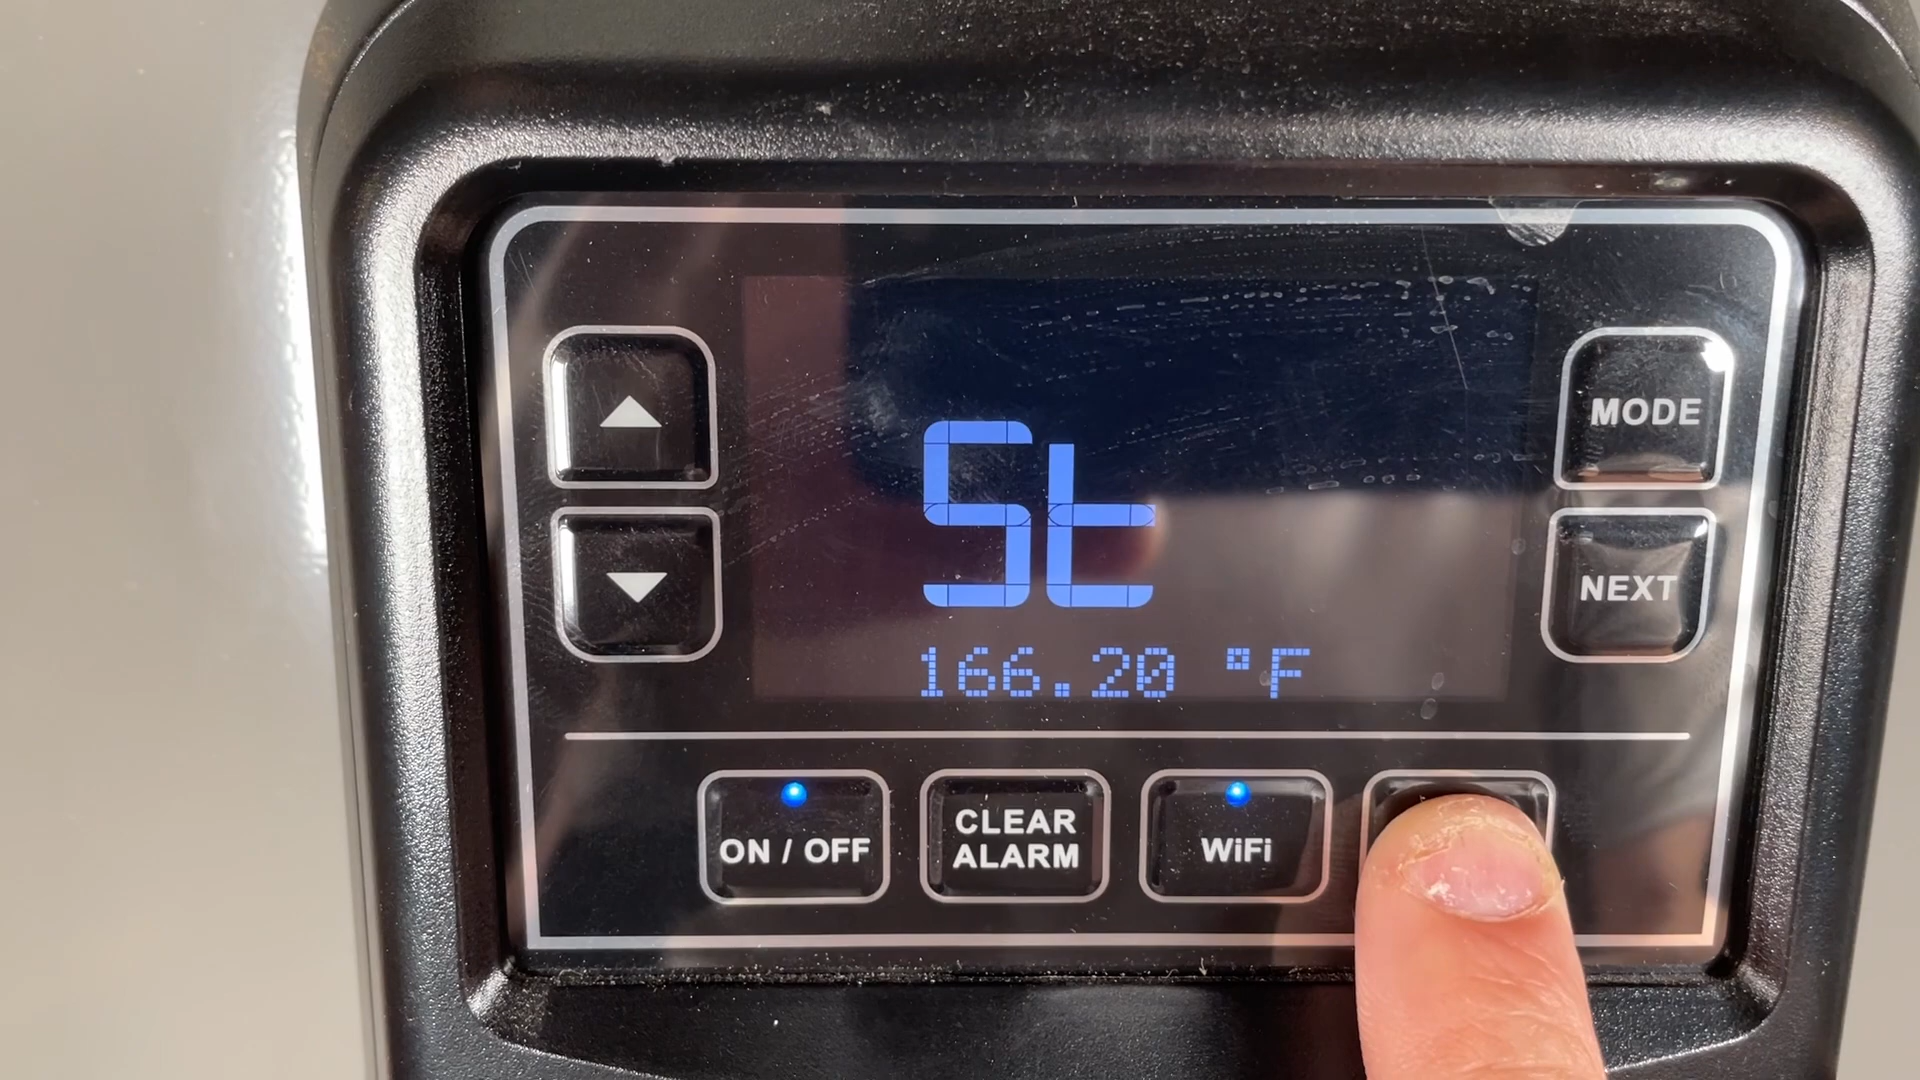 MODE
St
NEXT
166.20 °F
ON / OFF
CLEAR
ALARM
WiFi